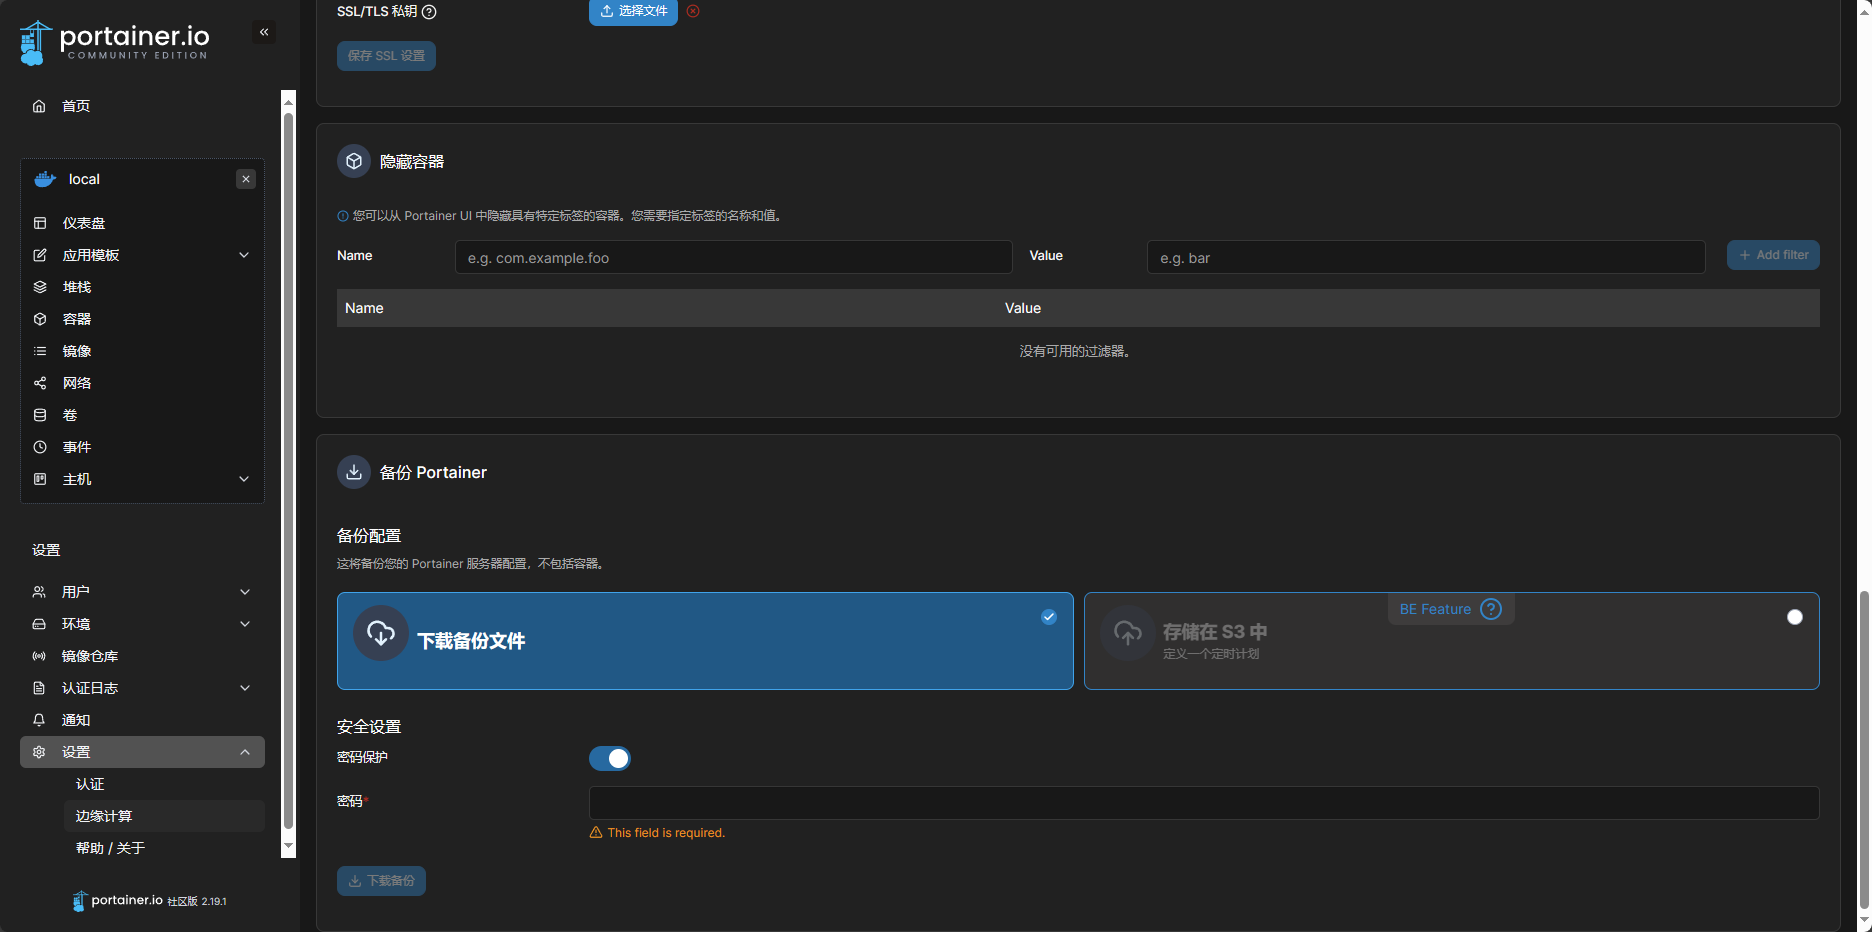 portainer.io
COMMUNITY EDITION
首页
local
仪表盘
应用模板
堆栈
容器
镜像
网络
卷
事件
主机
设置
用户
环境
镜像仓库
认证日志
通知
设置
认证
边缘计算
帮助 / 关于
portainer.io 社区版 2.19.1
SSL/TLS 私钥
选择文件
保存 SSL 设置
隐藏容器
您可以从 Portainer UI 中隐藏具有特定标签的容器。您需要指定标签的名称和值。
Name e.g. com.example.foo Value e.g. bar Add filter
Name Value
没有可用的过滤器。
备份 Portainer
备份配置
这将备份您的 Portainer 服务器配置，不包括容器。
下载备份文件
BE Feature
存储在 S3 中
定义一个定时计划
安全设置
密码保护
密码*
This field is required.
下载备份